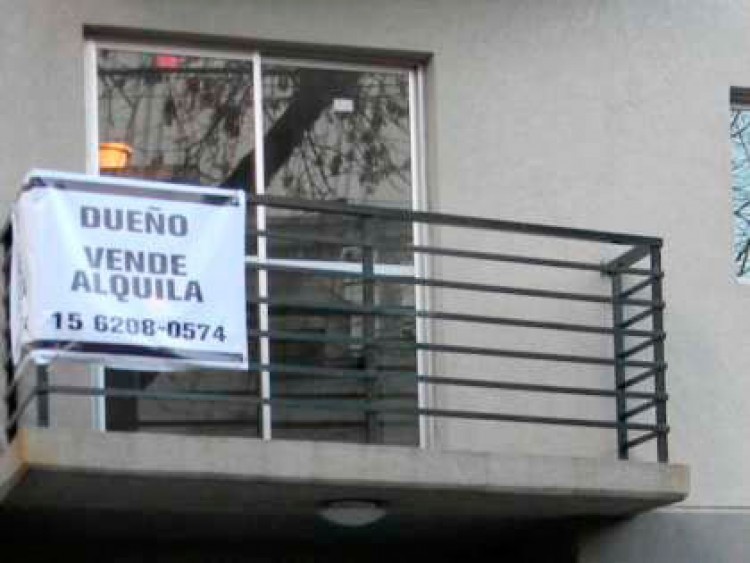 DUEÑO
VENDE
ALQUILA
15 6208-0574